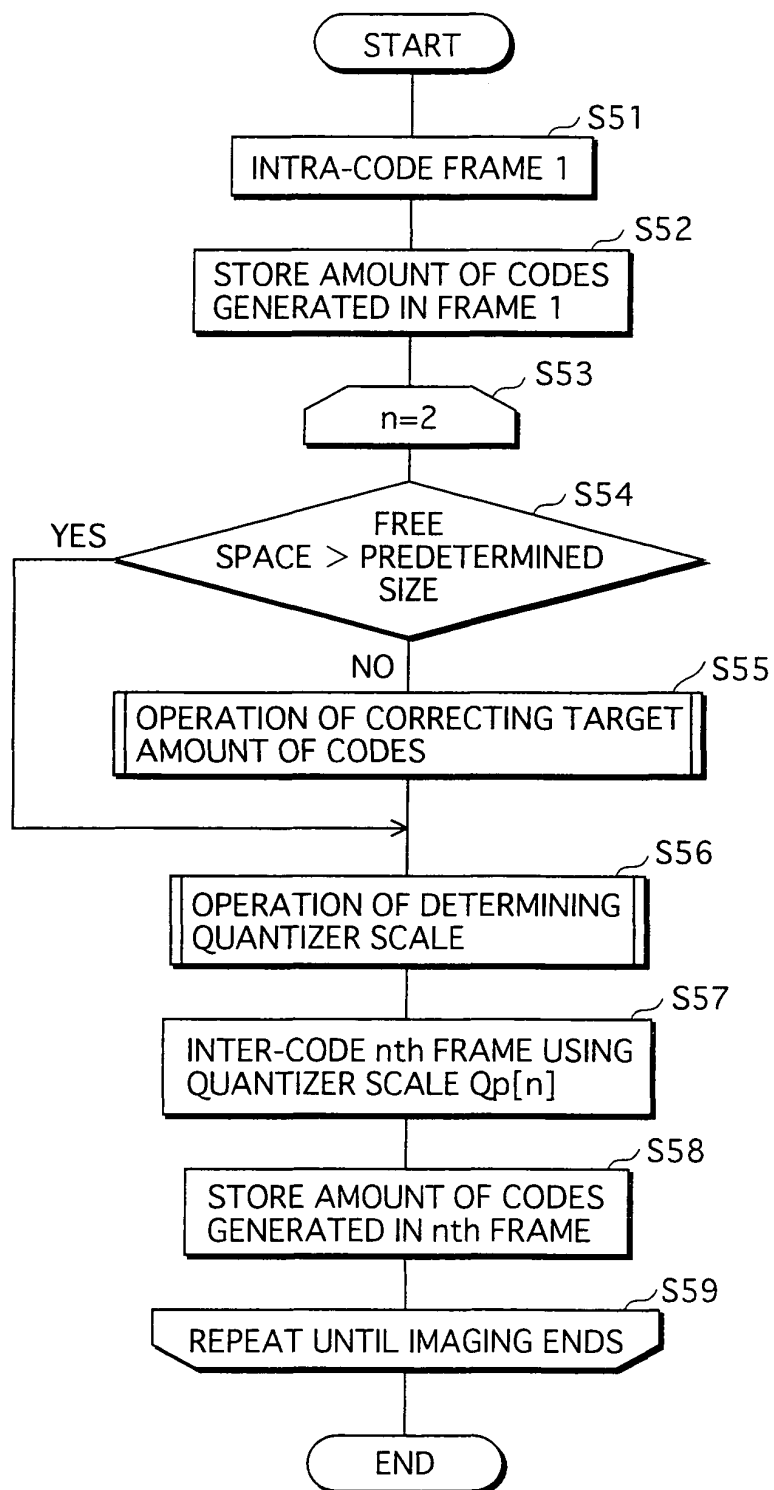 START
S51
INTRA-CODE FRAME 1
S52
STORE AMOUNT OF CODES
GENERATED IN FRAME 1
S53
n=2
S54
YES
FREE
SPACE > PREDETERMINED
SIZE
NO
S55
OPERATION OF CORRECTING TARGET
AMOUNT OF CODES
S56
OPERATION OF DETERMINING
QUANTIZER SCALE
S57
INTER-CODE nth FRAME USING
QUANTIZER SCALE Qp[n]
S58
STORE AMOUNT OF CODES
GENERATED IN nth FRAME
S59
REPEAT UNTIL IMAGING ENDS
END